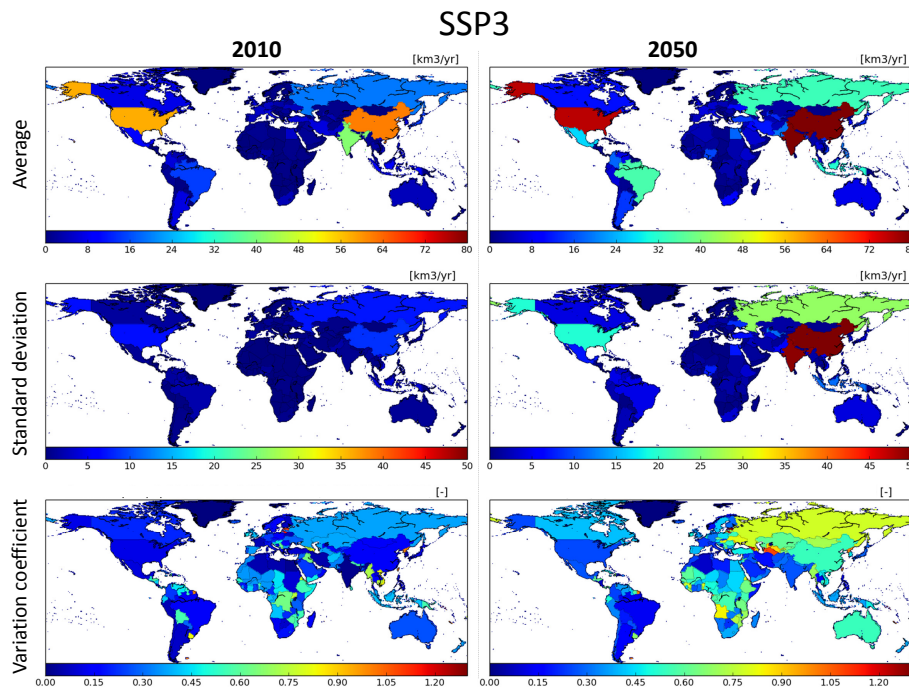 SSP3
2010
2050
[km3/yr]
[km3/yr]
Average
0 8 16 24 32 40 48 56 64 72 80
0 8 16 24 32 40 48 56 64 72 80
[km3/yr]
[km3/yr]
Standard deviation
0 5 10 15 20 25 30 35 40 45 50
0 5 10 15 20 25 30 35 40 45 50
[-]
[-]
Variation coefficient
0.00 0.15 0.30 0.45 0.60 0.75 0.90 1.05 1.20
0.00 0.15 0.30 0.45 0.60 0.75 0.90 1.05 1.20